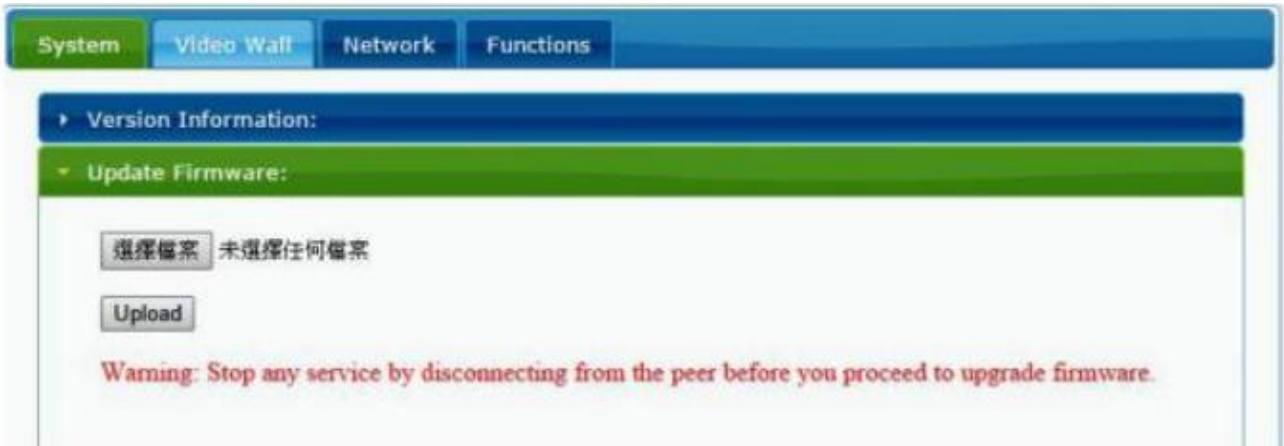 System Video Wall Network Functions
Version Information:
Update Firmware:
選擇檔案 未選擇任何檔案
Upload
Warning: Stop any service by disconnecting from the peer before you proceed to upgrade firmware.